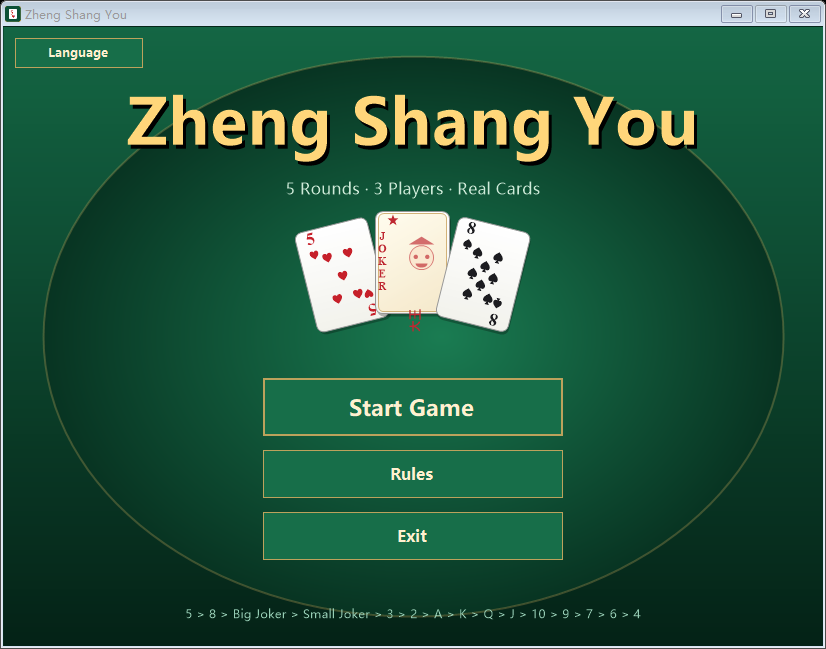 Zheng Shang You
Language
Zheng Shang You
5 Rounds · 3 Players · Real Cards
5
JOKER
8
5
8
Start Game
Rules
Exit
5 > 8 > Big Joker > Small Joker > 3 > 2 > A > K > Q > J > 10 > 9 > 7 > 6 > 4